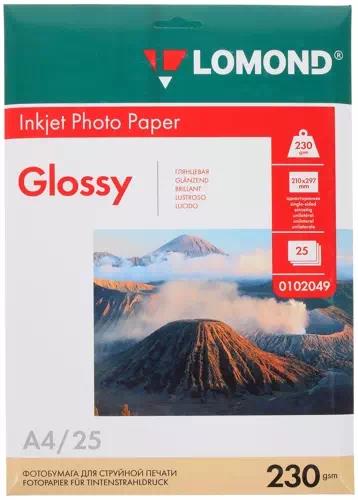 LOMOND®
Inkjet Photo Paper
Glossy
ГЛЯНЦЕВАЯ
GLÄNZEND
BRILLANT
LUSTROSO
LUCIDO
230
gsm
210x297
mm
односторонняя
single-sided
einseitig
unilatéral
unilateral
unilaterale
25
0102049
A4/25
ФОТОБУМАГА ДЛЯ СТРУЙНОЙ ПЕЧАТИ
FOTOPAPIER FÜR TINTENSTRAHLDRUCK
230 gsm